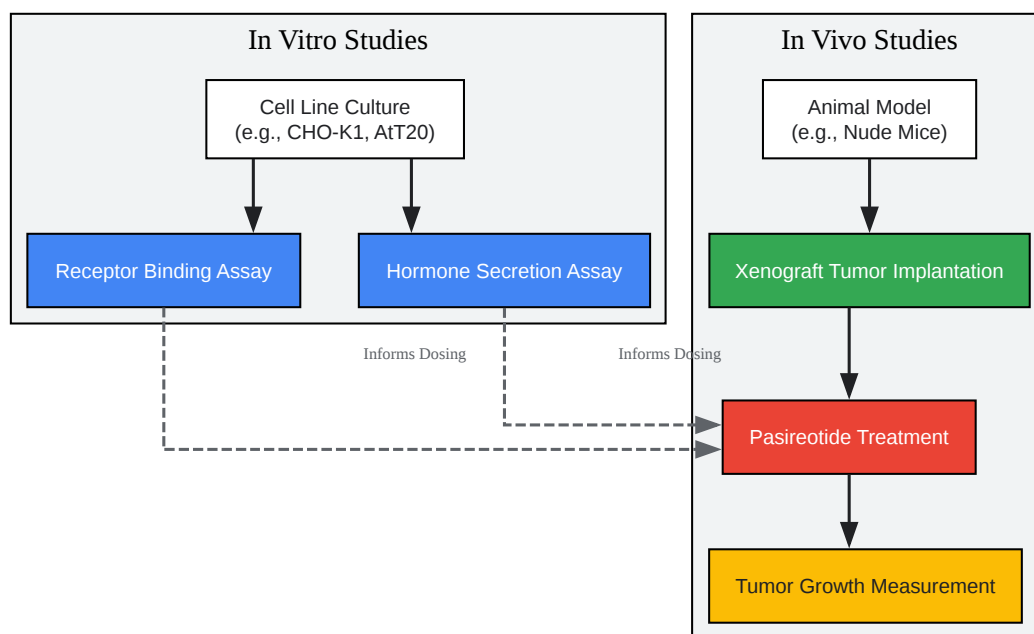 In Vitro Studies
Cell Line Culture
(e.g., CHO-K1, AtT20)
Receptor Binding Assay
Hormone Secretion Assay
Informs Dosing
Informs Dosing
In Vivo Studies
Animal Model
(e.g., Nude Mice)
Xenograft Tumor Implantation
Pasireotide Treatment
Tumor Growth Measurement